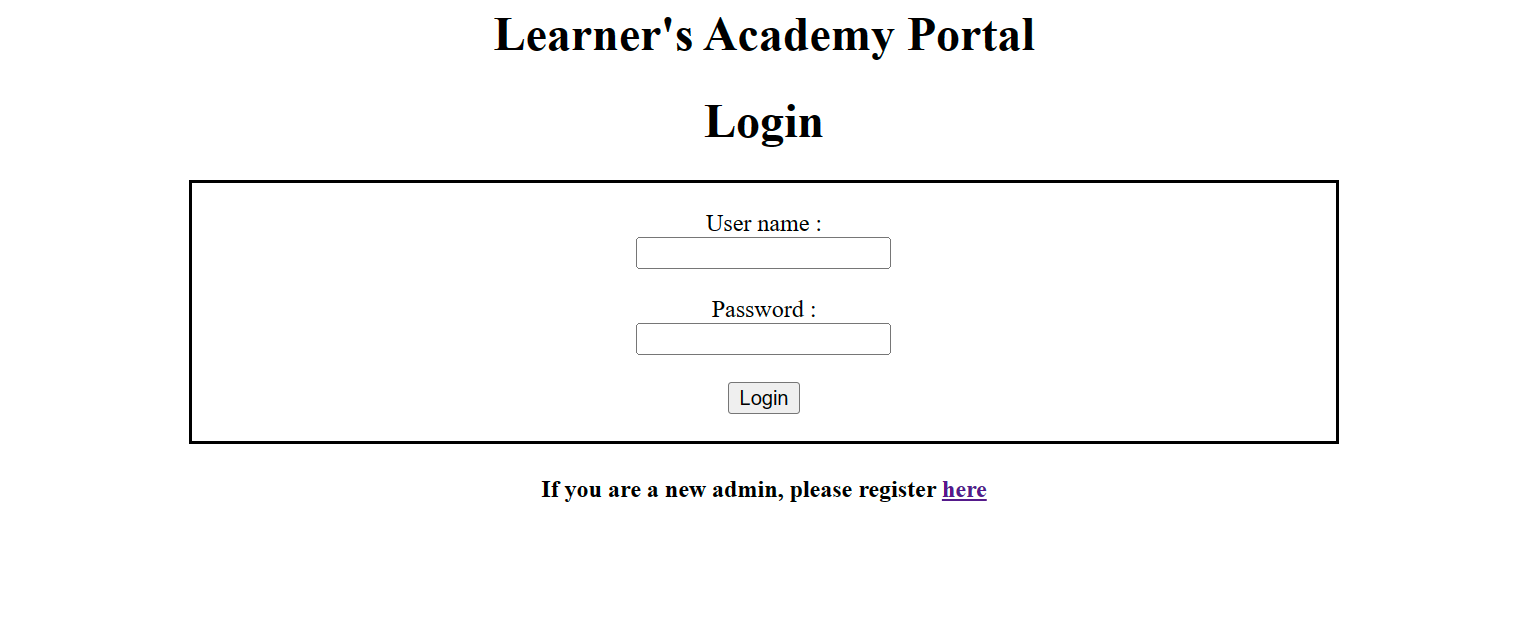 Learner's Academy Portal
Login
User name :
Password :
Login
If you are a new admin, please register here